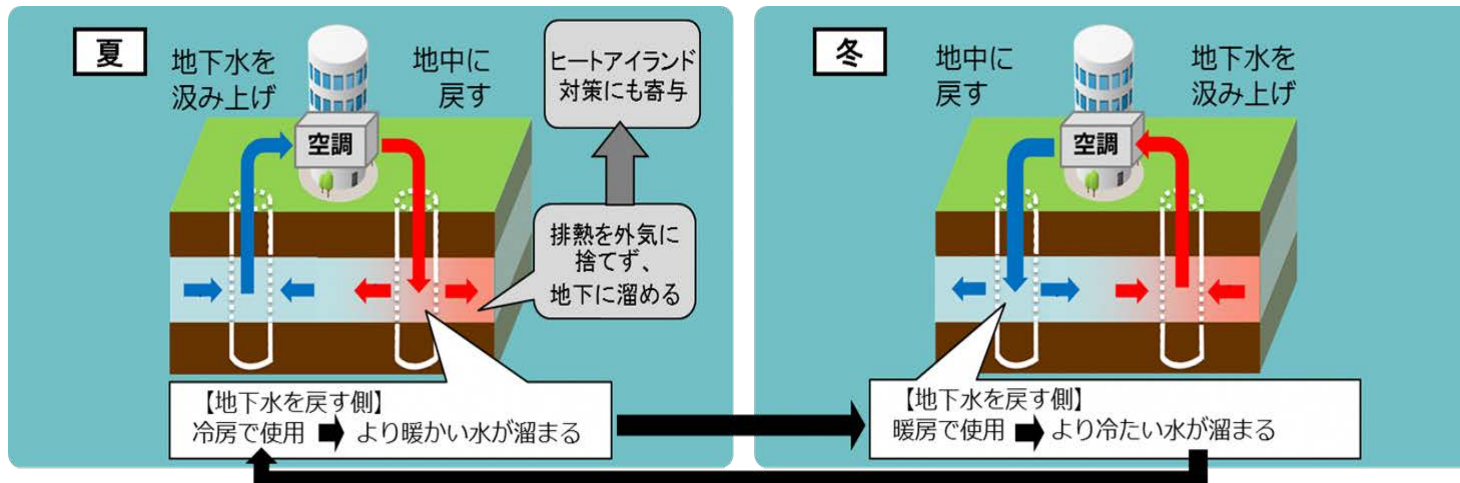 夏
地下水を
汲み上げ
地中に
戻す
空調
ヒートアイランド
対策にも寄与
排熱を外気に
捨てず、
地下に溜める
【地下水を戻す側】
冷房で使用 ➡ より暖かい水が溜まる
冬
地中に
戻す
地下水を
汲み上げ
空調
【地下水を戻す側】
暖房で使用 ➡ より冷たい水が溜まる